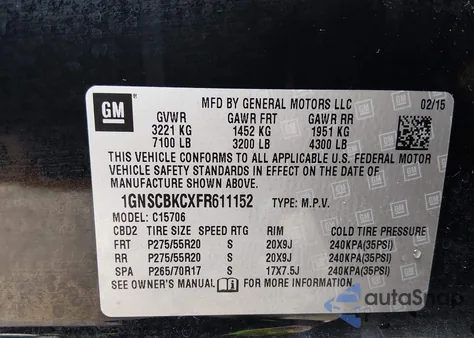 GM
MFD BY GENERAL MOTORS LLC 02/15
GVWR GAWR FRT GAWR RR
3221 KG 1452 KG 1951 KG
7100 LB 3200 LB 4300 LB
THIS VEHICLE CONFORMS TO ALL APPLICABLE U.S. FEDERAL MOTOR
VEHICLE SAFETY STANDARDS IN EFFECT ON THE DATE OF
MANUFACTURE SHOWN ABOVE.
1GNSCBKCXFR611152 TYPE: M.P.V.
MODEL: C15706
CBD2 TIRE SIZE SPEED RTG RIM COLD TIRE PRESSURE
FRT P275/55R20 S 20X9J 240KPA(35PSI)
RR P275/55R20 S 20X9J 240KPA(35PSI)
SPA P265/70R17 S 17X7.5J 240KPA(35PSI)
SEE OWNER'S MANUAL FOR MORE INFORMATION
autoSnap